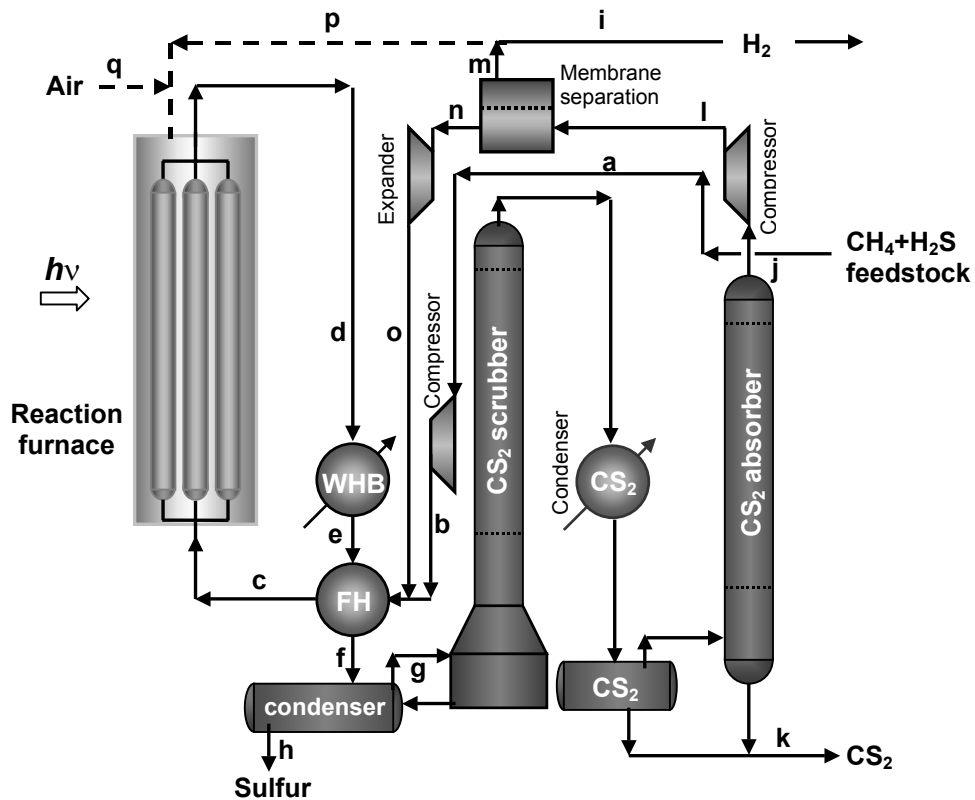 p
i
H2
Air
q
m
Membrane
separation
n
l
Expander
a
Compressor
CH4+H2S
feedstock
j
hν
d
o
Compressor
CS2 scrubber
Condenser
CS2
CS2 absorber
Reaction
furnace
WHB
e
b
c
FH
f
g
condenser
CS2
h
Sulfur
k
CS2